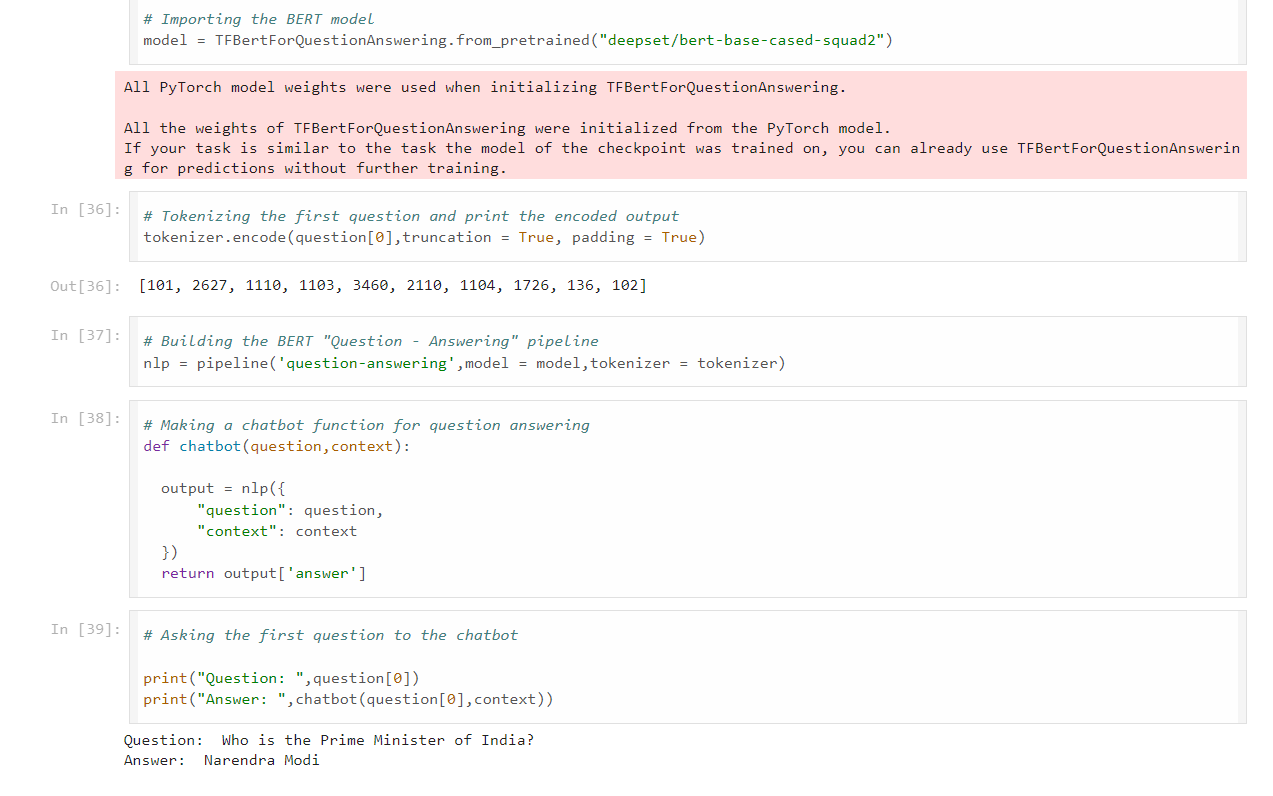 # Importing the BERT model
model = TFBertForQuestionAnswering.from_pretrained("deepset/bert-base-cased-squad2")
All PyTorch model weights were used when initializing TFBertForQuestionAnswering.
All the weights of TFBertForQuestionAnswering were initialized from the PyTorch model.
If your task is similar to the task the model of the checkpoint was trained on, you can already use TFBertForQuestionAnswerin
g for predictions without further training.
In [36]:
# Tokenizing the first question and print the encoded output
tokenizer.encode(question[0],truncation = True, padding = True)
Out[36]: [101, 2627, 1110, 1103, 3460, 2110, 1104, 1726, 136, 102]
In [37]:
# Building the BERT "Question - Answering" pipeline
nlp = pipeline('question-answering',model = model,tokenizer = tokenizer)
In [38]:
# Making a chatbot function for question answering
def chatbot(question,context):
  output = nlp({
      "question": question,
      "context": context
  })
  return output['answer']
In [39]:
# Asking the first question to the chatbot
print("Question: ",question[0])
print("Answer: ",chatbot(question[0],context))
Question:  Who is the Prime Minister of India?
Answer:  Narendra Modi